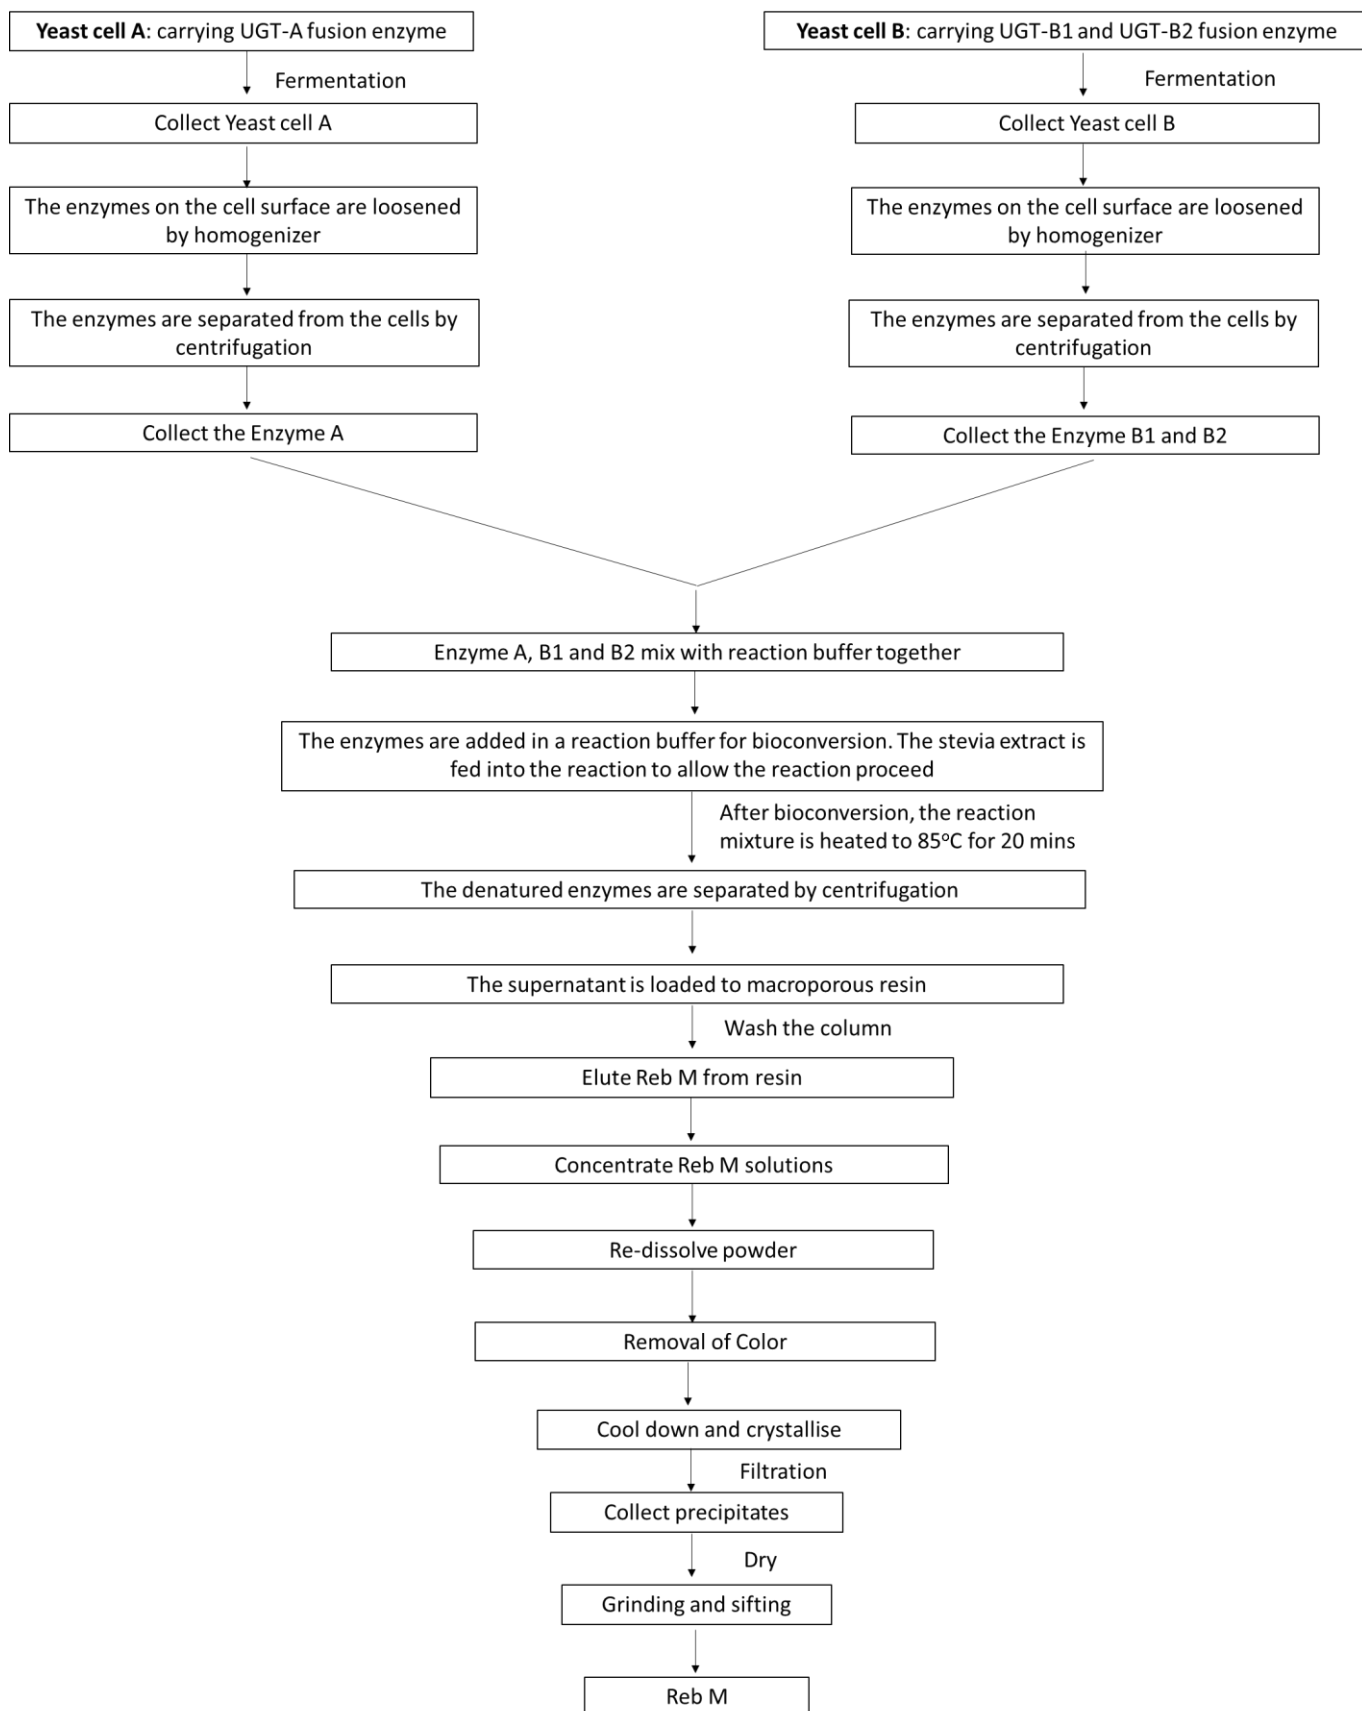 Yeast cell A: carrying UGT-A fusion enzyme
Fermentation
Collect Yeast cell A
The enzymes on the cell surface are loosened
by homogenizer
The enzymes are separated from the cells by
centrifugation
Collect the Enzyme A
Yeast cell B: carrying UGT-B1 and UGT-B2 fusion enzyme
Fermentation
Collect Yeast cell B
The enzymes on the cell surface are loosened
by homogenizer
The enzymes are separated from the cells by
centrifugation
Collect the Enzyme B1 and B2
Enzyme A, B1 and B2 mix with reaction buffer together
The enzymes are added in a reaction buffer for bioconversion. The stevia extract is
fed into the reaction to allow the reaction proceed
After bioconversion, the reaction
mixture is heated to 85°C for 20 mins
The denatured enzymes are separated by centrifugation
The supernatant is loaded to macroporous resin
Wash the column
Elute Reb M from resin
Concentrate Reb M solutions
Re-dissolve powder
Removal of Color
Cool down and crystallise
Filtration
Collect precipitates
Dry
Grinding and sifting
Reb M